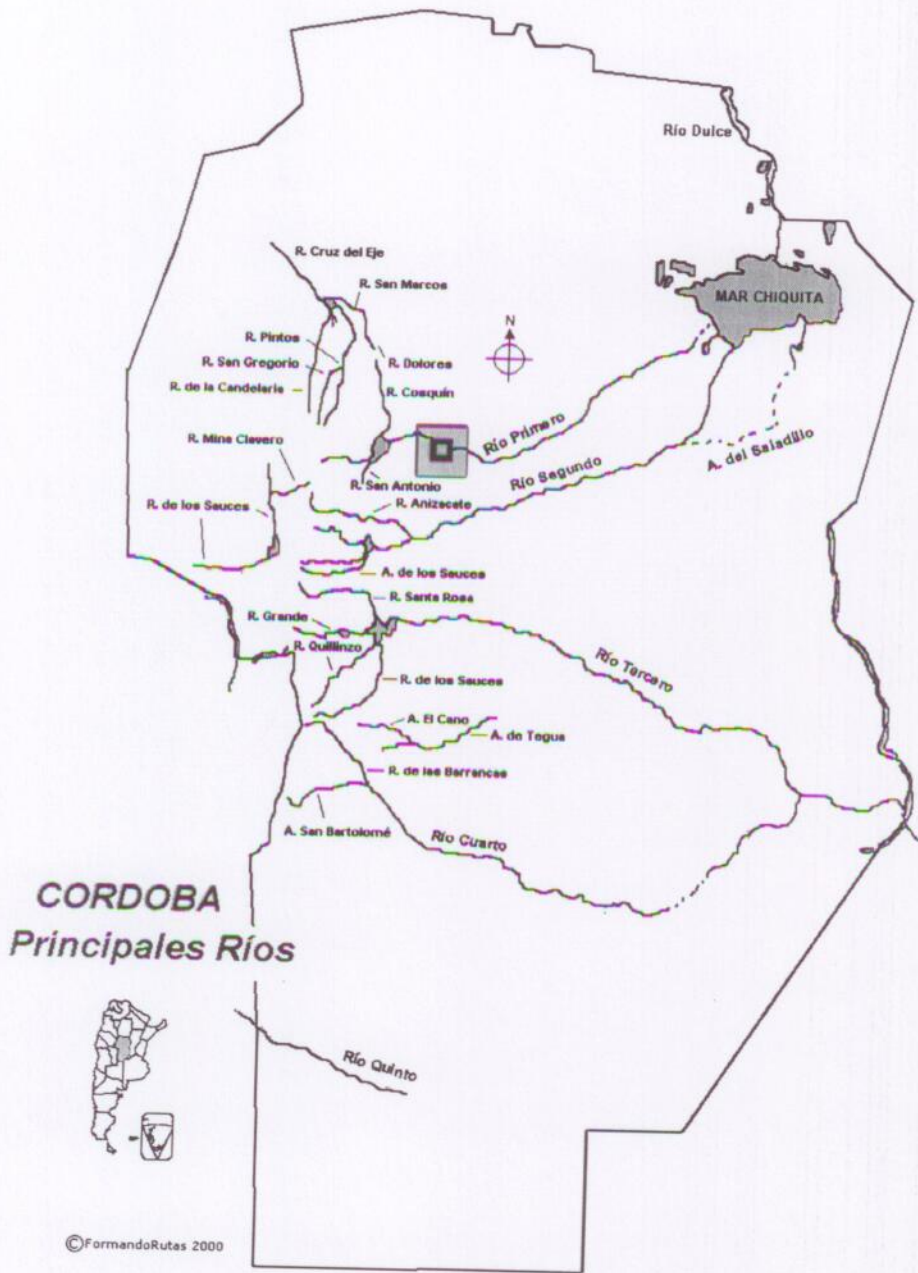 Río Dulce
R. Cruz del Eje
R. San Marcos
MAR CHIQUITA
N
R. Pintos
R. San Gregorio
R. Dolores
R. de la Candelaria
R. Cosquín
Río Primero
R. Mina Clavero
A. del Saladillo
Río Segundo
R. San Antonio
R. Anizacate
R. de los Sauces
A. de los Sauces
R. Santa Rosa
R. Grande
R. Quillinzo
Río Tercero
R. de los Sauces
A. El Cano
A. de Tegua
R. de las Barrancas
A. San Bartolomé
Río Cuarto
CORDOBA
Principales Ríos
Río Quinto
©FormandoRutas 2000